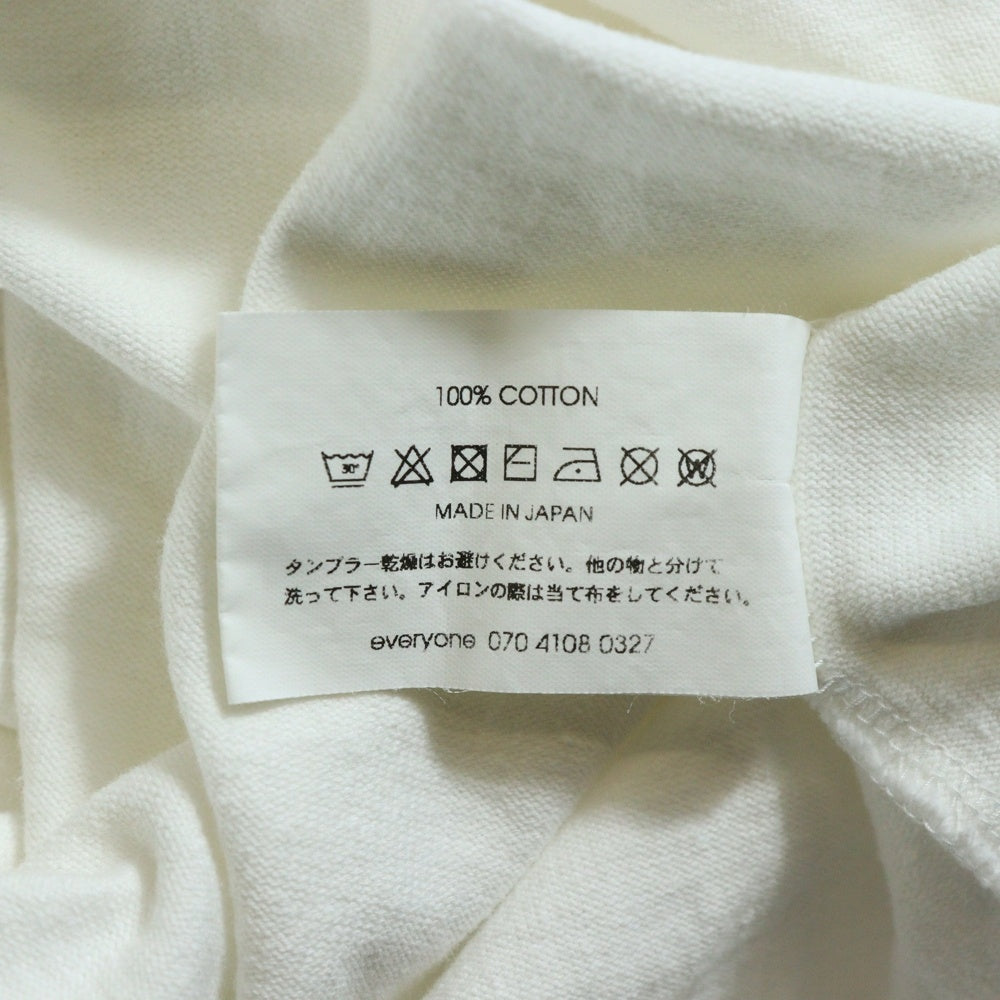 100% COTTON
30°
W
MADE IN JAPAN
タンブラー乾燥はお避けください。他の物と分けて
洗って下さい。アイロンの際は当て布をしてください。
everyone 070 4108 0327